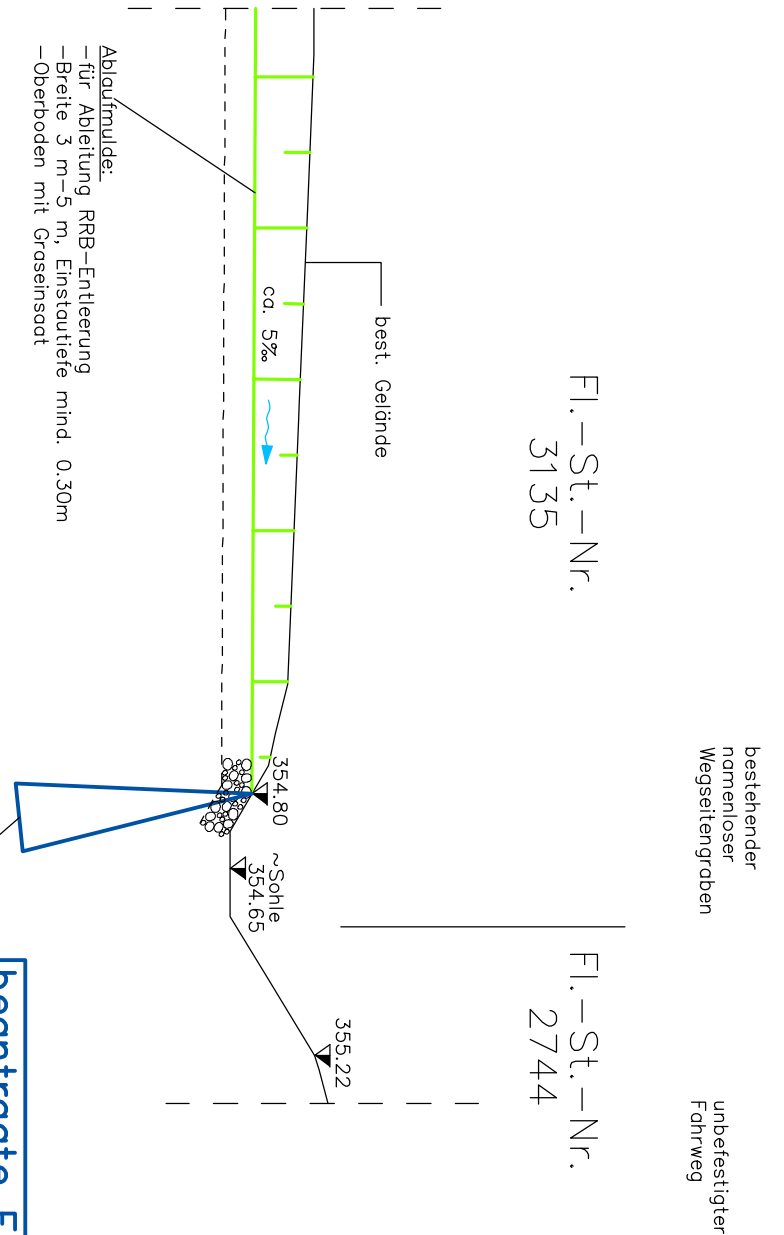 bestehender
namenloser
Wegseitengraben
unbefestigter
Fahrweg
Fl.-St.-Nr.
3135
Fl.-St.-Nr.
2744
best. Gelände
355.22
ca. 5‰
354.80
~Sohle
354.65
Ablaufmulde:
-für Ableitung RRB-Entleerung
-Breite 3 m-5 m, Einstautiefe mind. 0.30m
-Oberboden mit Graseinsaat
beantragte